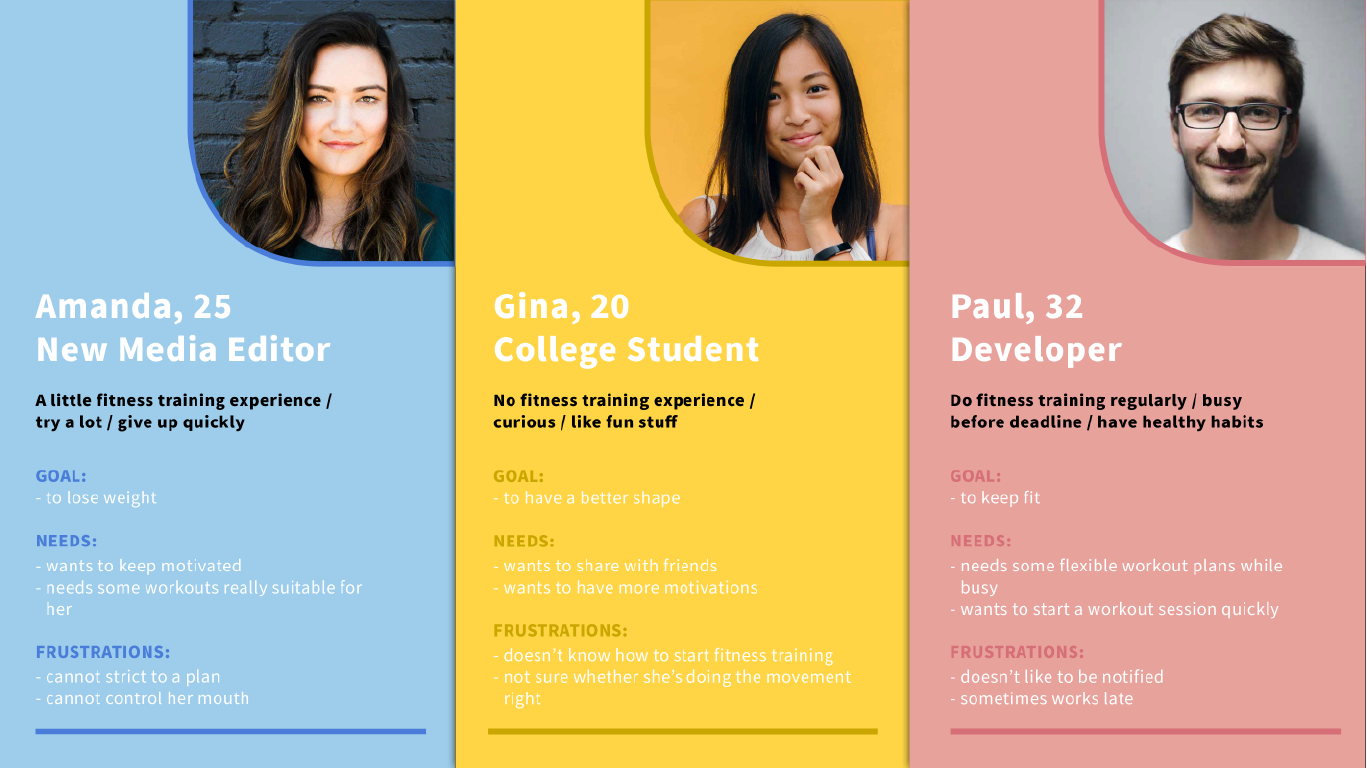 Amanda, 25
New Media Editor
A little fitness training experience /
try a lot / give up quickly
GOAL:
- to lose weight
NEEDS:
- wants to keep motivated
- needs some workouts really suitable for
her
FRUSTRATIONS:
- cannot strict to a plan
- cannot control her mouth
Gina, 20
College Student
No fitness training experience /
curious / like fun stuff
GOAL:
- to have a better shape
NEEDS:
- wants to share with friends
- wants to have more motivations
FRUSTRATIONS:
- doesn't know how to start fitness training
- not sure whether she's doing the movement
right
Paul, 32
Developer
Do fitness training regularly / busy
before deadline / have healthy habits
GOAL:
- to keep fit
NEEDS:
- needs some flexible workout plans while
busy
- wants to start a workout session quickly
FRUSTRATIONS:
- doesn't like to be notified
- sometimes works late